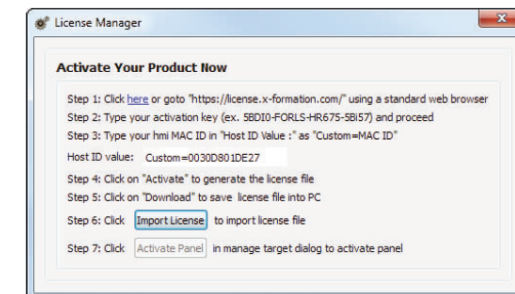 License Manager
Activate Your Product Now
Step 1: Click here or goto "https://license.x-formation.com/" using a standard web browser
Step 2: Type your activation key (ex. 5BDI0-FORLS-HR675-5Bi57) and proceed
Step 3: Type your hmi MAC ID in "Host ID Value :" as "Custom=MAC ID"
Host ID value: Custom=0030D801DE27
Step 4: Click on "Activate" to generate the license file
Step 5: Click on "Download" to save license file into PC
Step 6: Click Import License to import license file
Step 7: Click Activate Panel in manage target dialog to activate panel